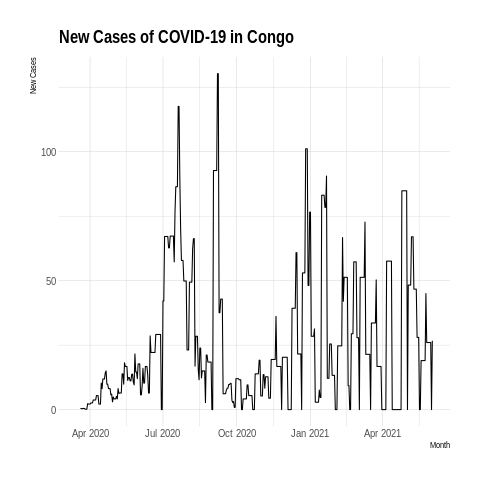 New Cases of COVID-19 in Congo
New Cases
100
50
0
Apr 2020 Jul 2020 Oct 2020 Jan 2021 Apr 2021
Month